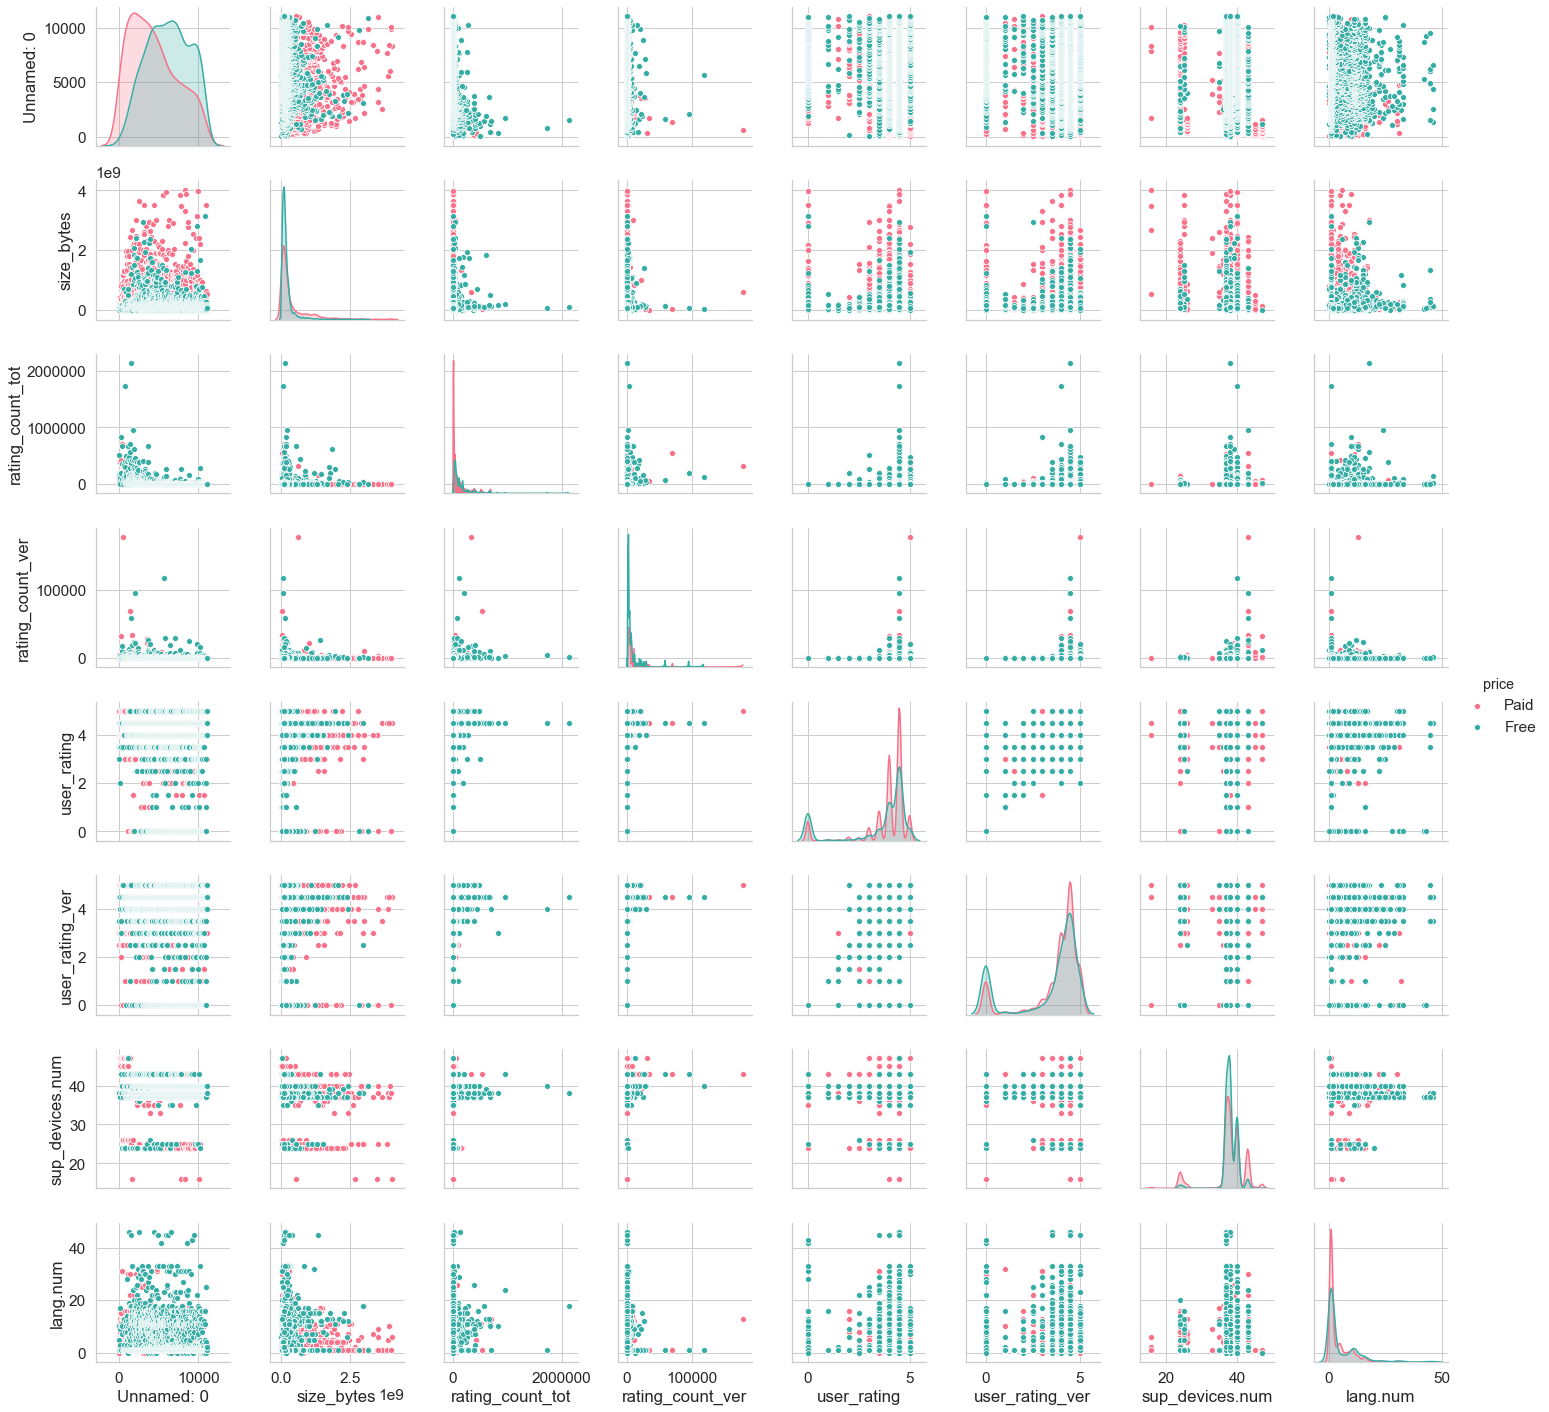 10000
5000
0
Unnamed: 0
1e9
4
2
0
size_bytes
2000000
1000000
0
rating_count_tot
100000
0
rating_count_ver
4
2
0
user_rating
price
Paid
Free
4
2
0
user_rating_ver
40
30
20
sup_devices.num
40
20
0
lang.num
0 10000 0.0 2.5 0 2000000 0 100000 0 5 0 5 20 40 0 50
Unnamed: 0 size_bytes 1e9 rating_count_tot rating_count_ver user_rating user_rating_ver sup_devices.num lang.num